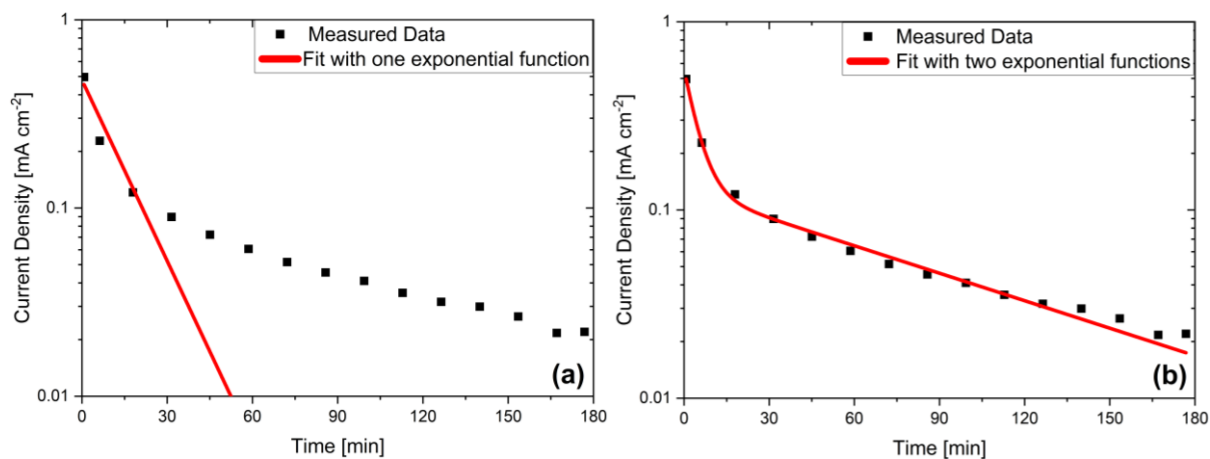 1
Measured Data
Fit with one exponential function
0.1
0.01
Current Density [mA cm-2]
(a)
0 30 60 90 120 150 180
Time [min]
1
Measured Data
Fit with two exponential functions
0.1
0.01
Current Density [mA cm-2]
(b)
0 30 60 90 120 150 180
Time [min]